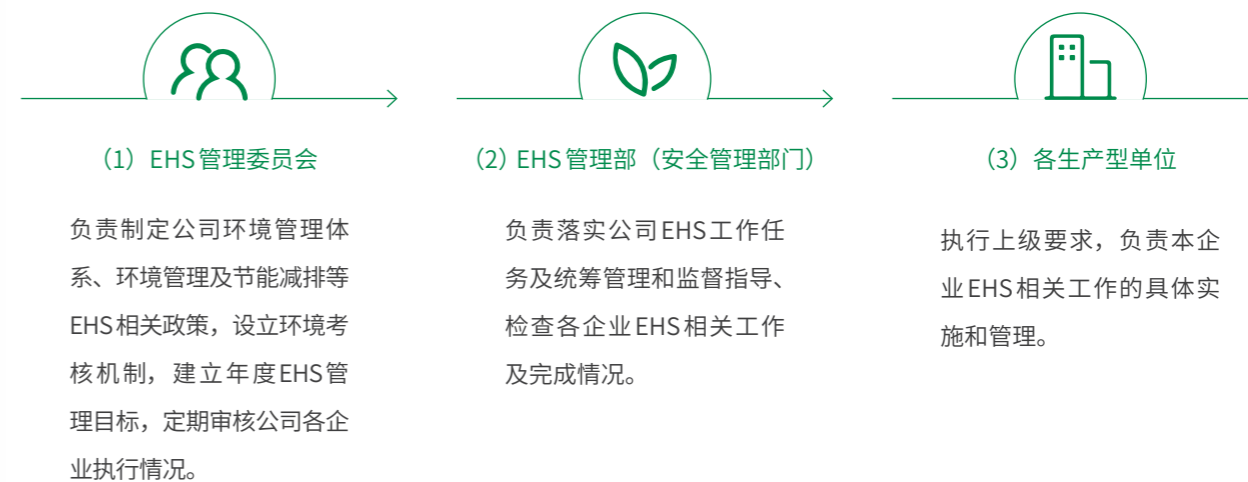 (1) EHS管理委员会
负责制定公司环境管理体
系、环境管理及节能减排等
EHS相关政策，设立环境考
核机制，建立年度EHS管
理目标，定期审核公司各企
业执行情况。
(2) EHS管理部（安全管理部门）
负责落实公司EHS工作任
务及统筹管理和监督指导、
检查各企业EHS相关工作
及完成情况。
(3) 各生产型单位
执行上级要求，负责本企
业EHS相关工作的具体实
施和管理。